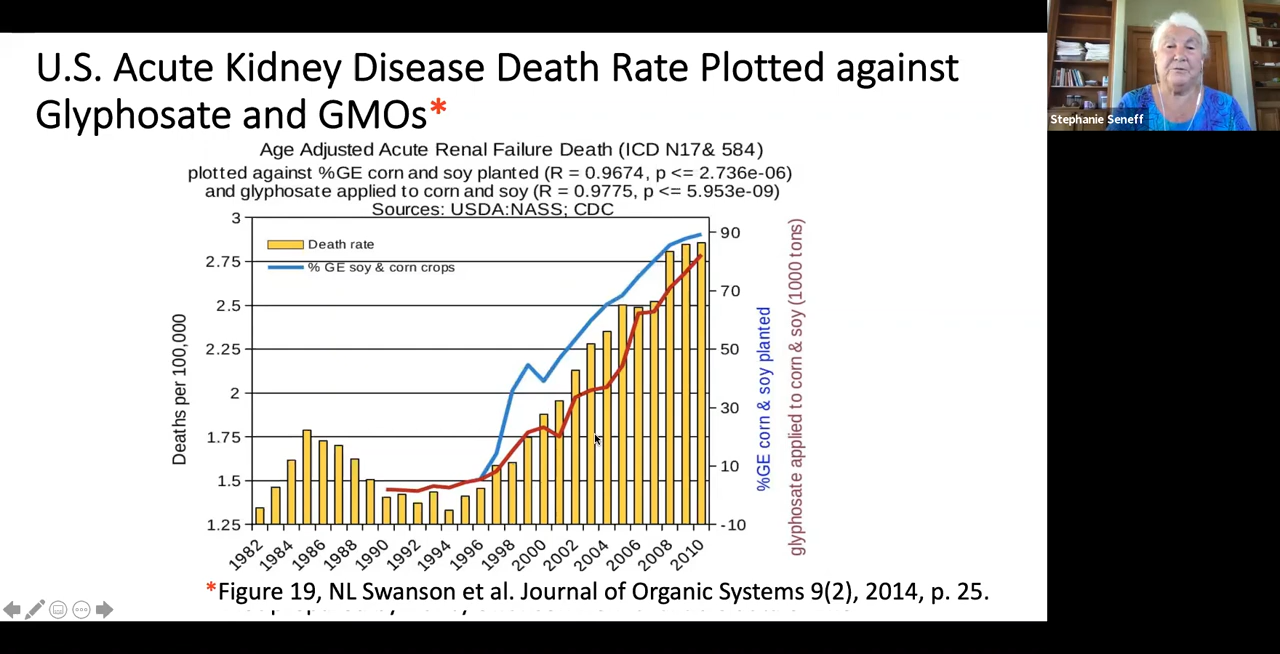 U.S. Acute Kidney Disease Death Rate Plotted against
Glyphosate and GMOs*
Age Adjusted Acute Renal Failure Death (ICD N17& 584)
plotted against %GE corn and soy planted (R = 0.9674, p <= 2.736e-06)
and glyphosate applied to corn and soy (R = 0.9775, p <= 5.953e-09)
Sources: USDA:NASS; CDC
Death rate
% GE soy & corn crops
Deaths per 100,000
3
2.75
2.5
2.25
2
1.75
1.5
1.25
90
70
50
30
10
-10
%GE corn & soy planted
glyphosate applied to corn & soy (1000 tons)
1982 1984 1986 1988 1990 1992 1994 1996 1998 2000 2002 2004 2006 2008 2010
*Figure 19, NL Swanson et al. Journal of Organic Systems 9(2), 2014, p. 25.
Stephanie Seneff